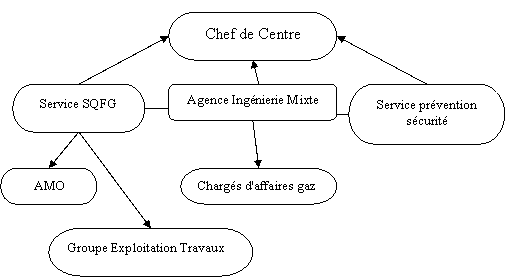 Chef de Centre
Service SQFG
Agence Ingénierie Mixte
Service prévention
sécurité
AMO
Chargés d'affaires gaz
Groupe Exploitation Travaux